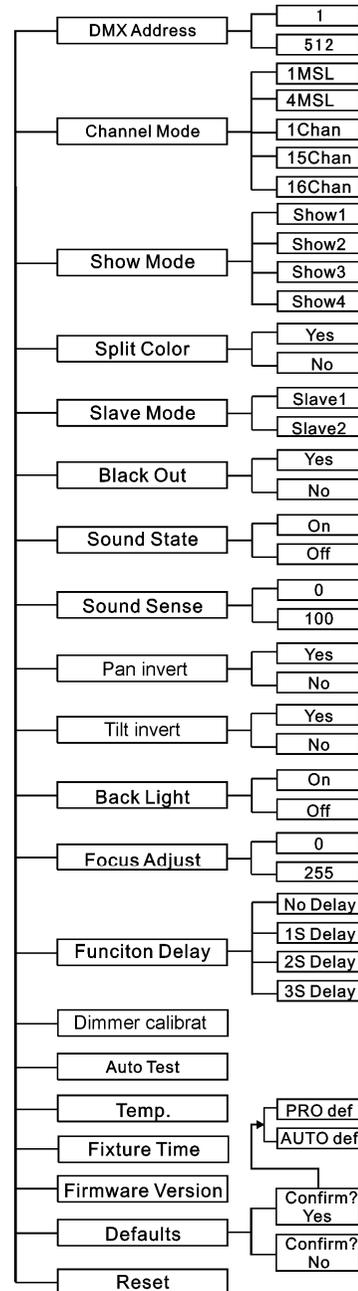 DMX Address
1
512
Channel Mode
1MSL
4MSL
1Chan
15Chan
16Chan
Show Mode
Show1
Show2
Show3
Show4
Split Color
Yes
No
Slave Mode
Slave1
Slave2
Black Out
Yes
No
Sound State
On
Off
Sound Sense
0
100
Pan invert
Yes
No
Tilt invert
Yes
No
Back Light
On
Off
Focus Adjust
0
255
Funciton Delay
No Delay
1S Delay
2S Delay
3S Delay
Dimmer calibrat
Auto Test
Temp.
Fixture Time
Firmware Version
Defaults
PRO def
AUTO def
Confirm?
Yes
Confirm?
No
Reset